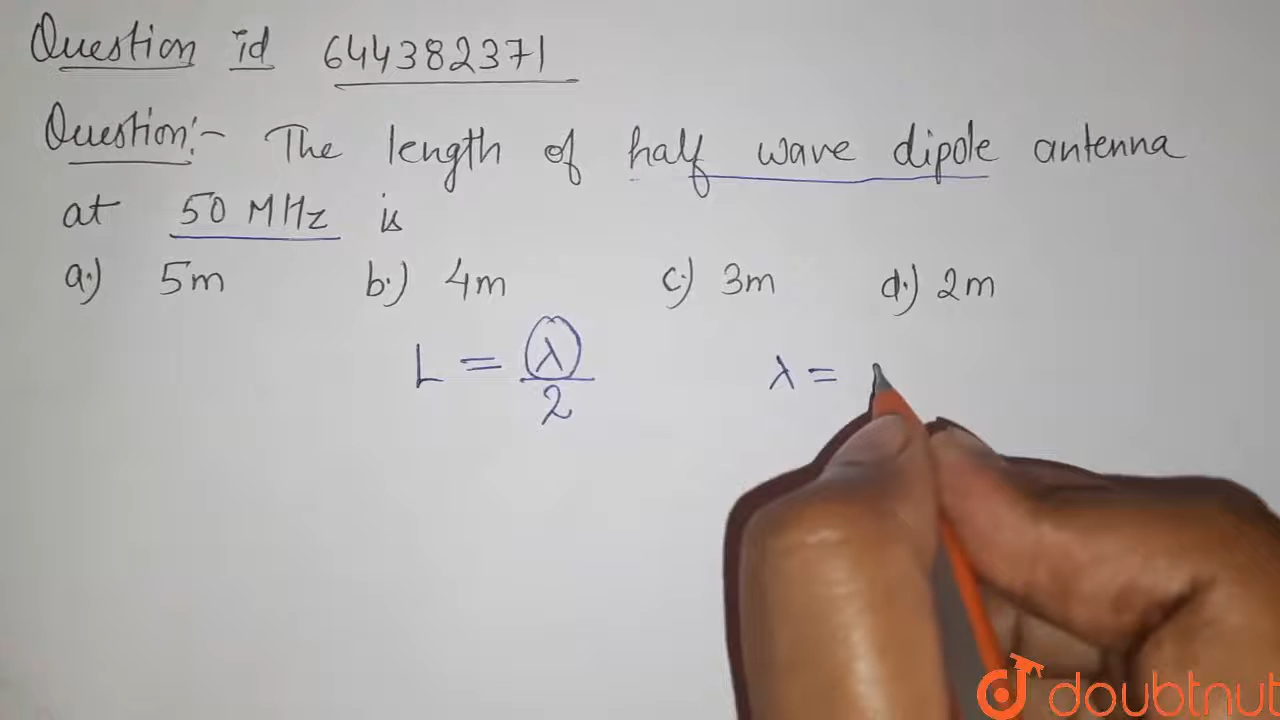 Question id 644382371
Question:- The length of half wave dipole antenna
at 50 MHz is
a.) 5m b.) 4m c.) 3m d.) 2m
L = λ/2 λ =
doubtnut